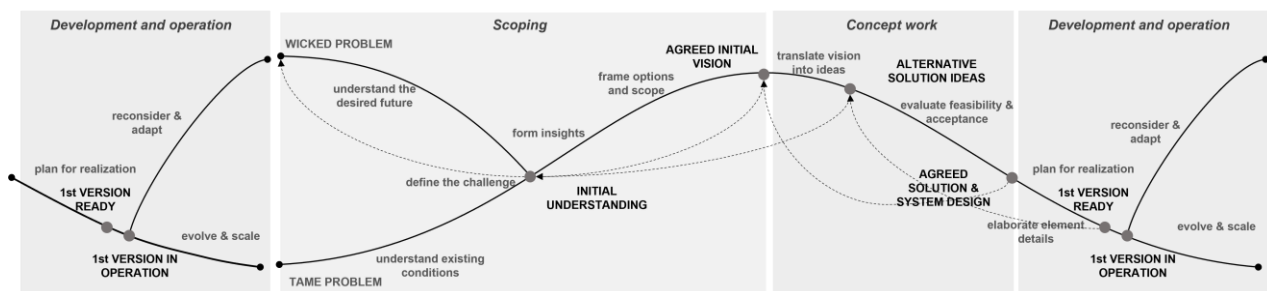 Development and operation
reconsider &
adapt
plan for realization
1st VERSION
READY
evolve & scale
1st VERSION IN
OPERATION
Scoping
WICKED PROBLEM
understand the
desired future
AGREED INITIAL
VISION
frame options
and scope
form insights
define the challenge
INITIAL
UNDERSTANDING
understand existing
conditions
TAME PROBLEM
Concept work
translate vision
into ideas
ALTERNATIVE
SOLUTION IDEAS
evaluate feasibility &
acceptance
AGREED
SOLUTION &
SYSTEM DESIGN
elaborate element
details
Development and operation
reconsider &
adapt
plan for realization
1st VERSION
READY
evolve & scale
1st VERSION IN
OPERATION